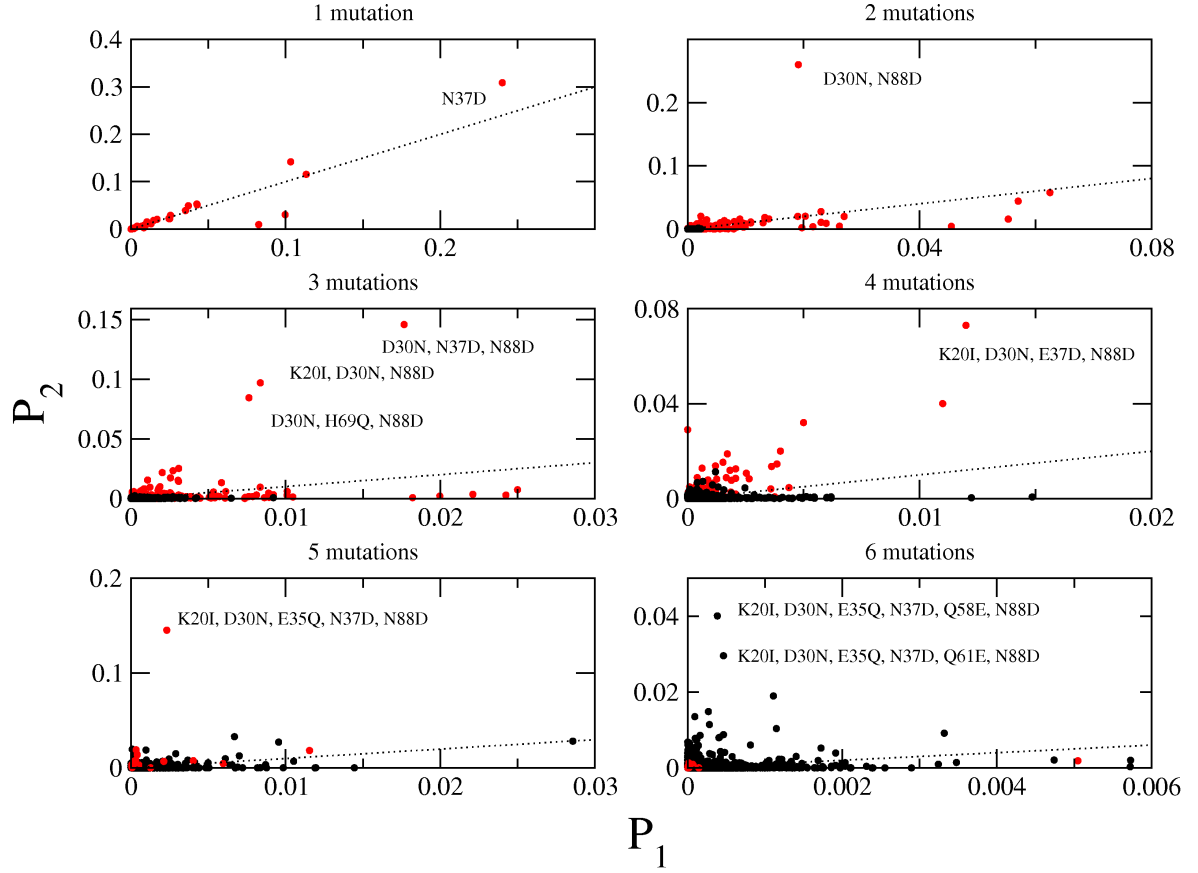 1 mutation
2 mutations
0.4
0.3
0.2
0.1
0
N37D
0
0.1
0.2
0.2
0.1
0
D30N, N88D
0
0.04
0.08
3 mutations
4 mutations
0.15
0.1
0.05
0
D30N, N37D, N88D
K20I, D30N, N88D
D30N, H69Q, N88D
0
0.01
0.02
0.03
0.08
0.04
0
K20I, D30N, E37D, N88D
0
0.01
0.02
5 mutations
6 mutations
0.2
0.1
0
K20I, D30N, E35Q, N37D, N88D
0
0.01
0.02
0.03
0.04
0.02
0
K20I, D30N, E35Q, N37D, Q58E, N88D
K20I, D30N, E35Q, N37D, Q61E, N88D
0
0.002
0.004
0.006
P2
P1